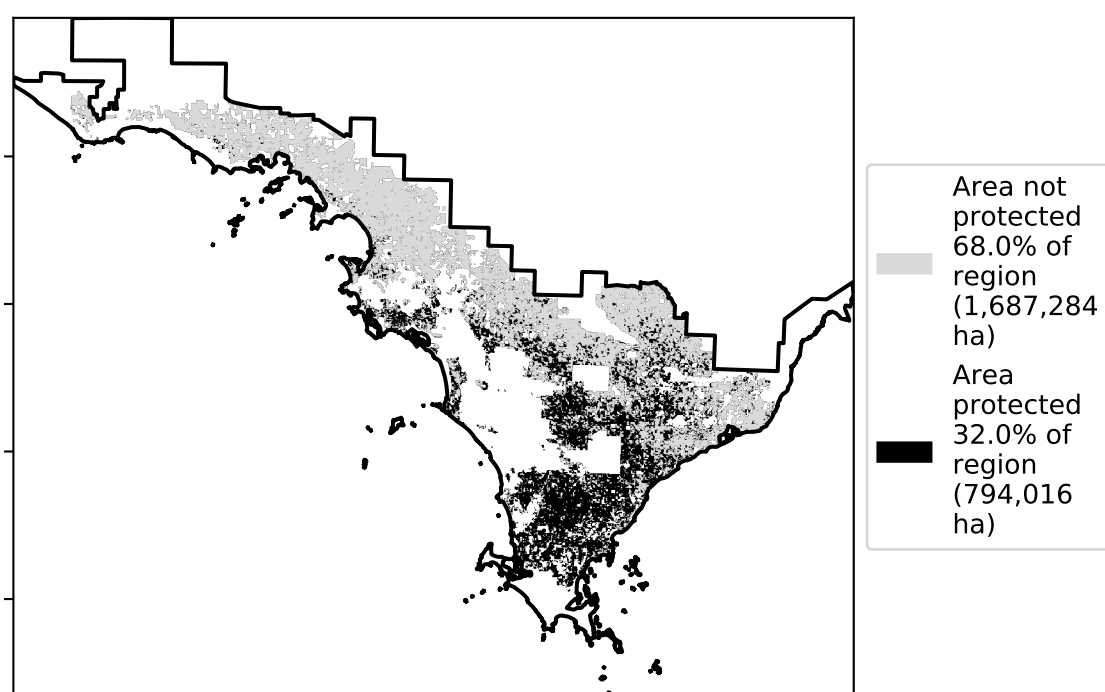 Area not
protected
68.0% of
region
(1,687,284
ha)
Area
protected
32.0% of
region
(794,016
ha)